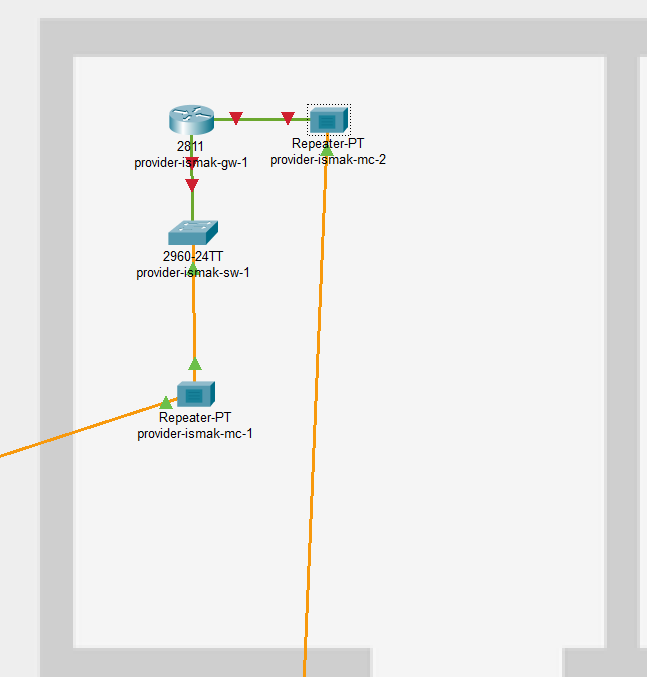 2811
provider-ismak-gw-1
Repeater-PT
provider-ismak-mc-2
2960-24TT
provider-ismak-sw-1
Repeater-PT
provider-ismak-mc-1